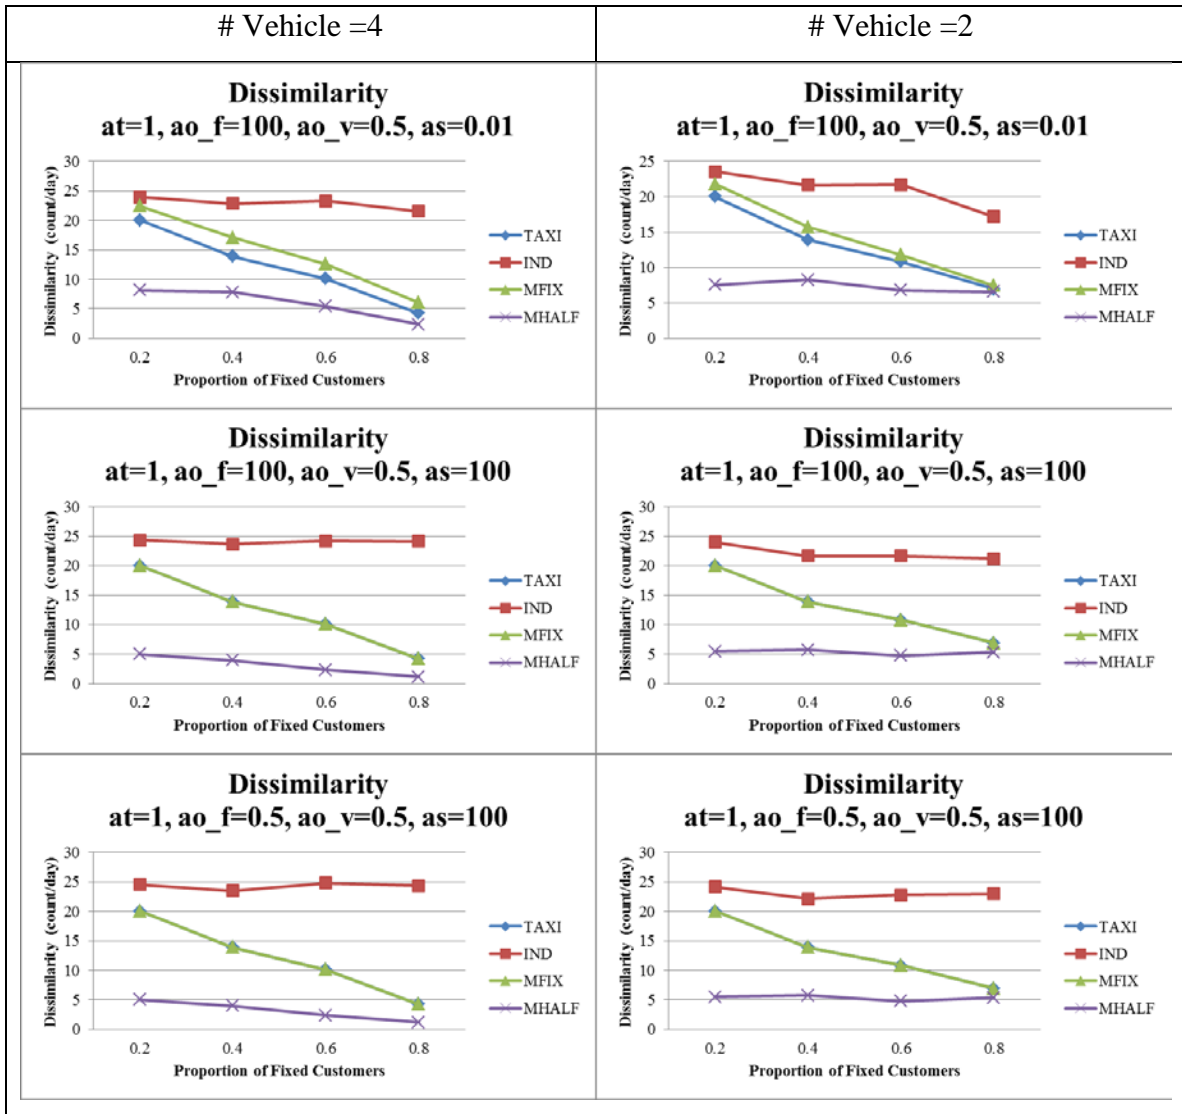 # Vehicle =4
# Vehicle =2
Dissimilarity
at=1, ao_f=100, ao_v=0.5, as=0.01
Dissimilarity (count/day)
30
25
20
15
10
5
0
0.2 0.4 0.6 0.8
Proportion of Fixed Customers
TAXI
IND
MFIX
MHALF
Dissimilarity
at=1, ao_f=100, ao_v=0.5, as=0.01
Dissimilarity (count/day)
25
20
15
10
5
0
0.2 0.4 0.6 0.8
Proportion of Fixed Customers
TAXI
IND
MFIX
MHALF
Dissimilarity
at=1, ao_f=100, ao_v=0.5, as=100
Dissimilarity (count/day)
30
25
20
15
10
5
0
0.2 0.4 0.6 0.8
Proportion of Fixed Customers
TAXI
IND
MFIX
MHALF
Dissimilarity
at=1, ao_f=100, ao_v=0.5, as=100
Dissimilarity (count/day)
30
25
20
15
10
5
0
0.2 0.4 0.6 0.8
Proportion of Fixed Customers
TAXI
IND
MFIX
MHALF
Dissimilarity
at=1, ao_f=0.5, ao_v=0.5, as=100
Dissimilarity (count/day)
30
25
20
15
10
5
0
0.2 0.4 0.6 0.8
Proportion of Fixed Customers
TAXI
IND
MFIX
MHALF
Dissimilarity
at=1, ao_f=0.5, ao_v=0.5, as=100
Dissimilarity (count/day)
30
25
20
15
10
5
0
0.2 0.4 0.6 0.8
Proportion of Fixed Customers
TAXI
IND
MFIX
MHALF